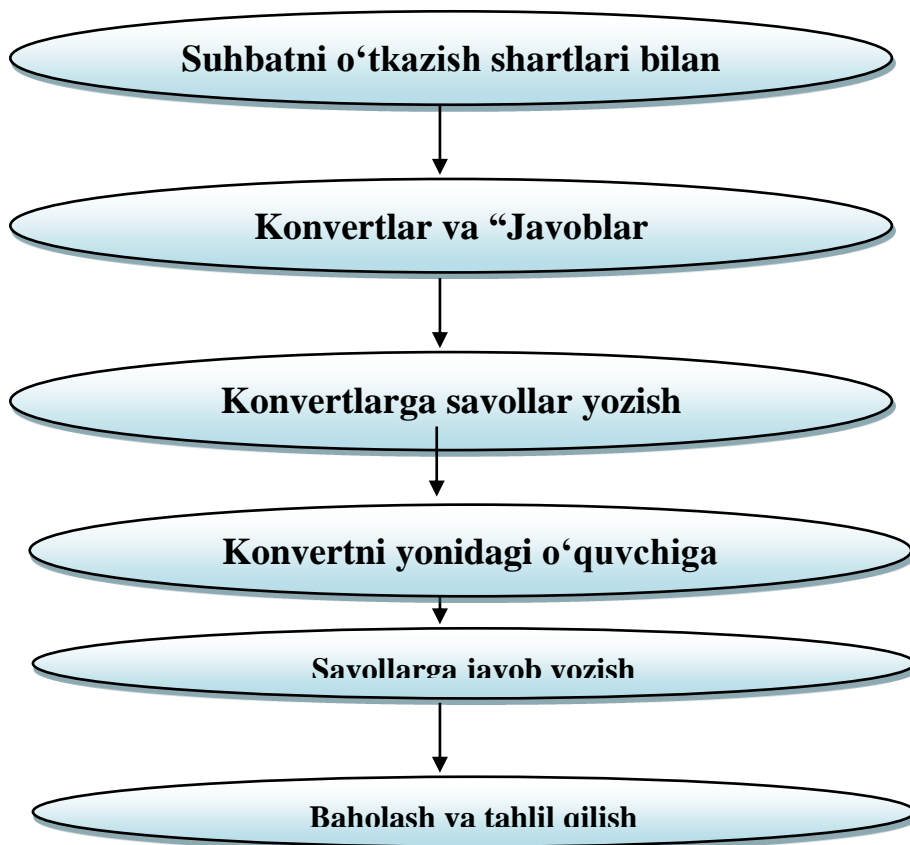 Suhbatni o‘tkazish shartlari bilan
Konvertlar va “Javoblar
Konvertlarga savollar yozish
Konvertni yonidagi o‘quvchiga
Savollarga javob yozish
Baholash va tahlil qilish